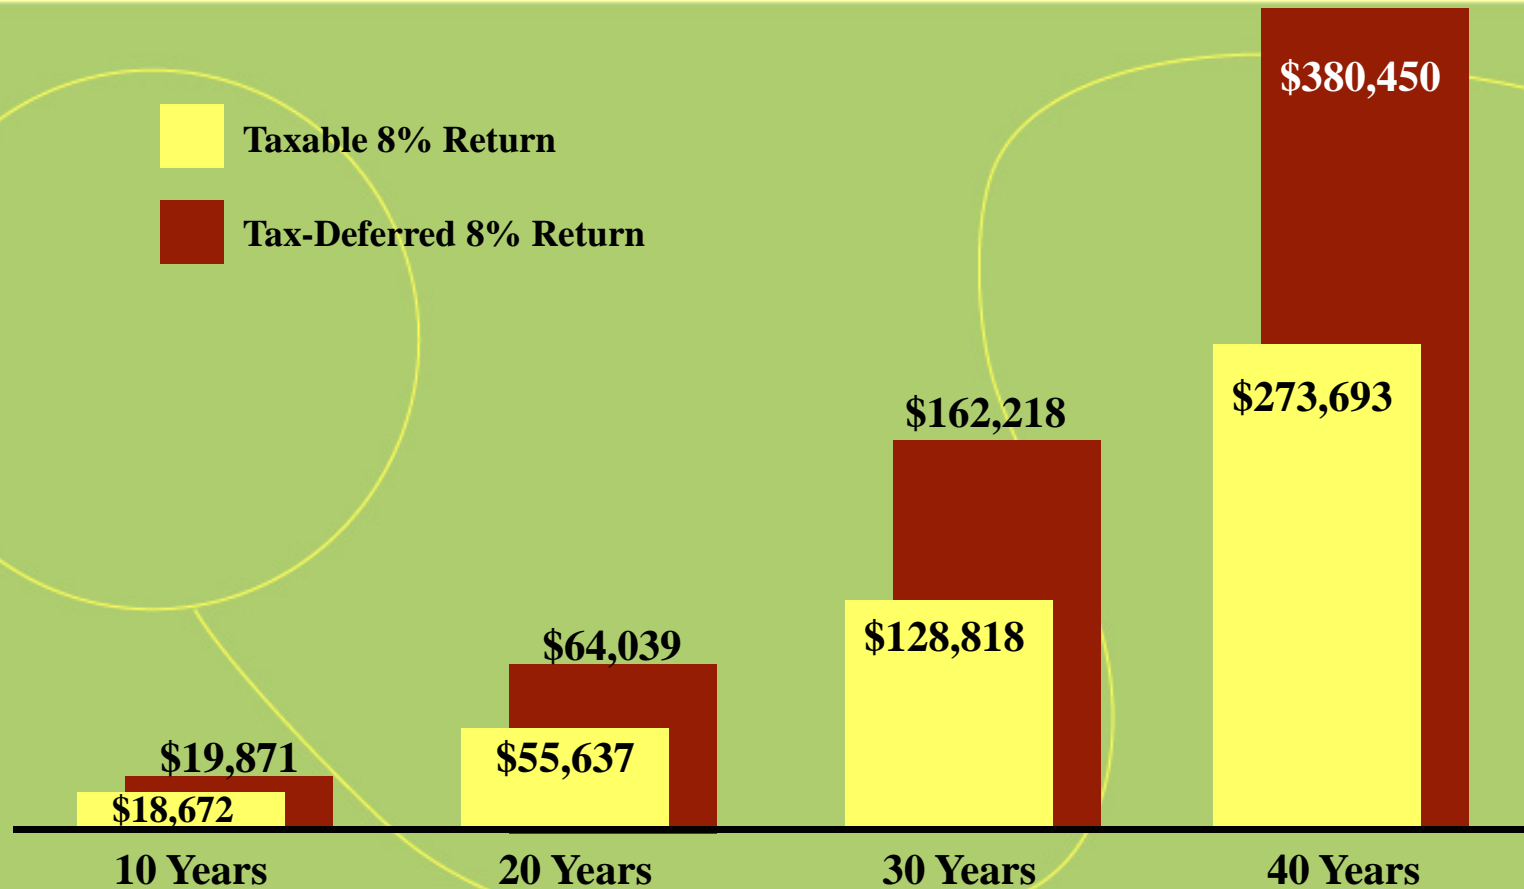 $380,450
Taxable 8% Return
Tax-Deferred 8% Return
$273,693
$162,218
$128,818
$64,039
$55,637
$19,871
$18,672
10 Years 20 Years 30 Years 40 Years